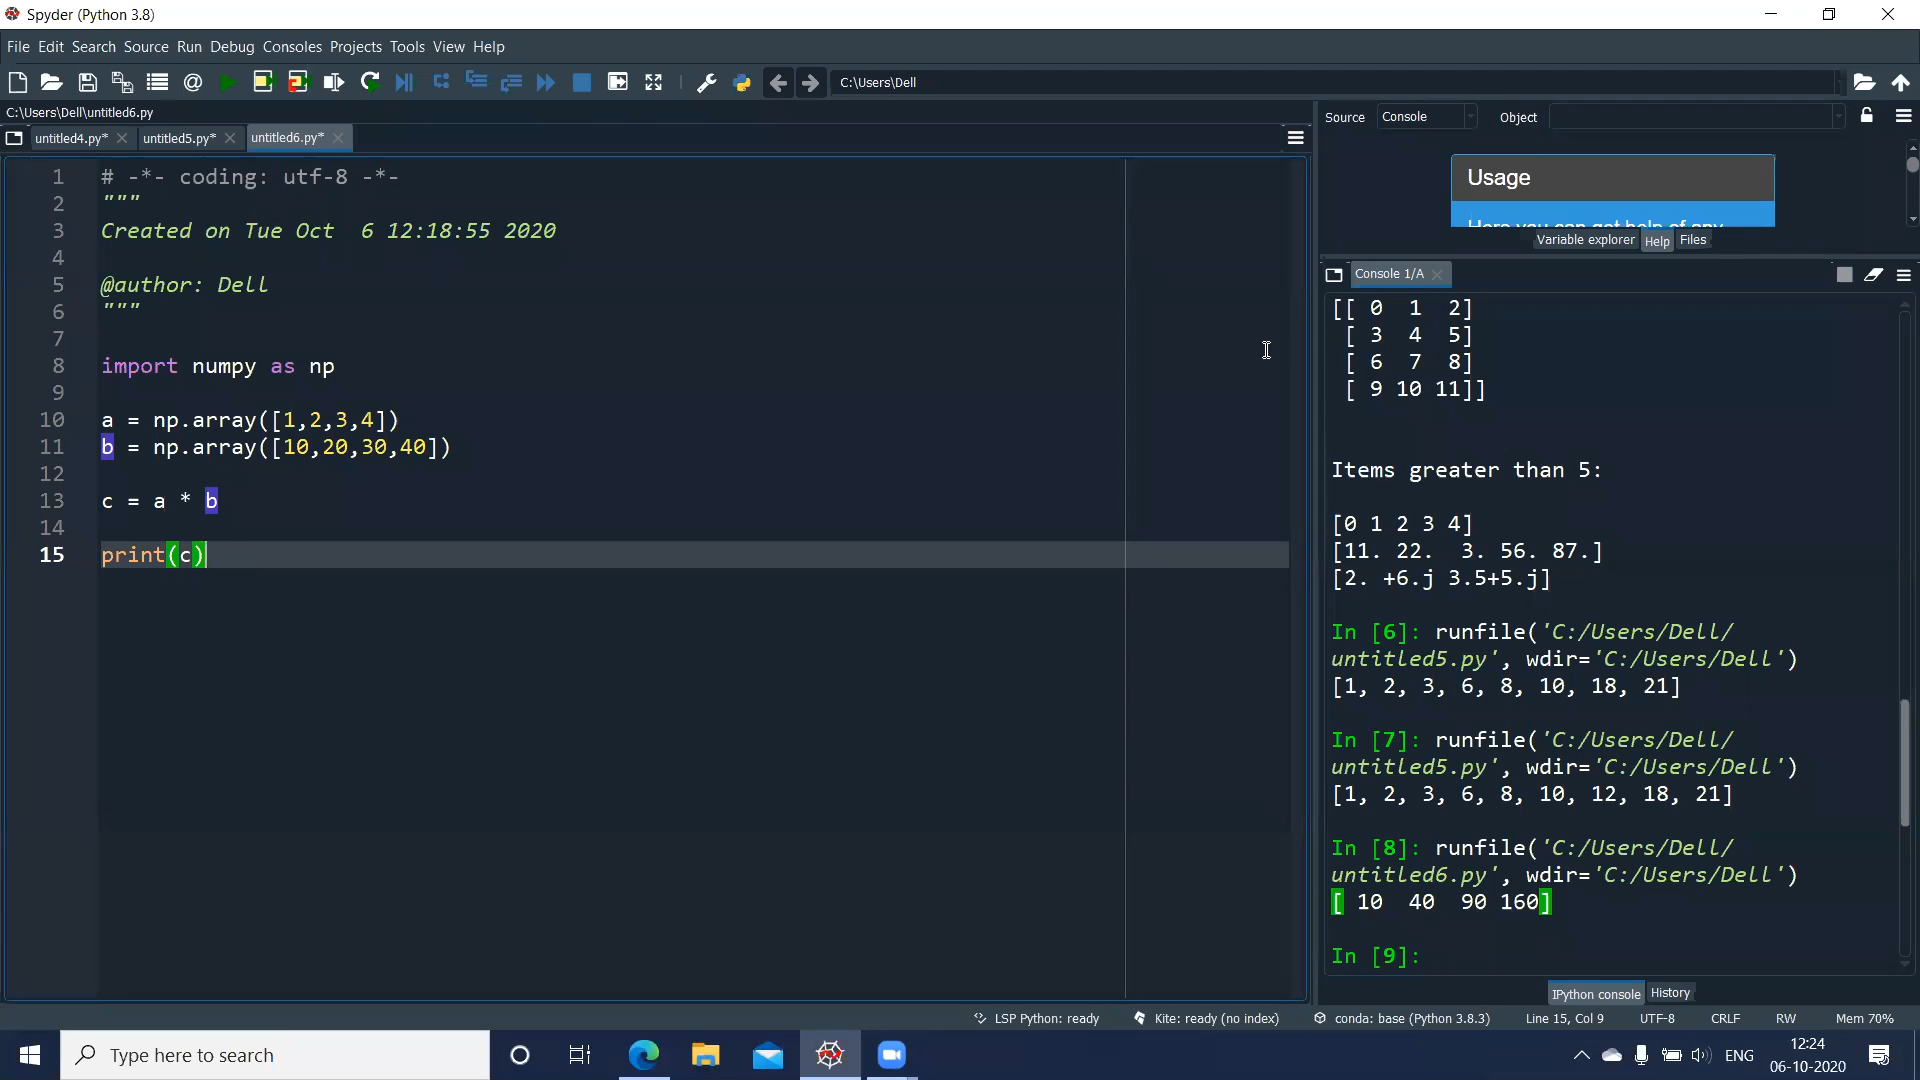 Spyder (Python 3.8)
File Edit Search Source Run Debug Consoles Projects Tools View Help
C:\Users\Dell
C:\Users\Dell\untitled6.py
untitled4.py* untitled5.py* untitled6.py*
1 # -*- coding: utf-8 -*-
2 """
3 Created on Tue Oct  6 12:18:55 2020
4
5 @author: Dell
6 """
7
8 import numpy as np
9
10 a = np.array([1,2,3,4])
11 b = np.array([10,20,30,40])
12
13 c = a * b
14
15 print(c)
Source Console Object
Usage
Here you can get help of any
Variable explorer Help Files
Console 1/A
[[ 0  1  2]
[ 3  4  5]
[ 6  7  8]
[ 9 10 11]]
Items greater than 5:
[0 1 2 3 4]
[11. 22.  3. 56. 87.]
[2. +6.j 3.5+5.j]
In [6]: runfile('C:/Users/Dell/
untitled5.py', wdir='C:/Users/Dell')
[1, 2, 3, 6, 8, 10, 18, 21]
In [7]: runfile('C:/Users/Dell/
untitled5.py', wdir='C:/Users/Dell')
[1, 2, 3, 6, 8, 10, 12, 18, 21]
In [8]: runfile('C:/Users/Dell/
untitled6.py', wdir='C:/Users/Dell')
[ 10  40  90 160]
In [9]:
IPython console History
LSP Python: ready Kite: ready (no index) conda: base (Python 3.8.3) Line 15, Col 9 UTF-8 CRLF RW Mem 70%
Type here to search
ENG
12:24
06-10-2020